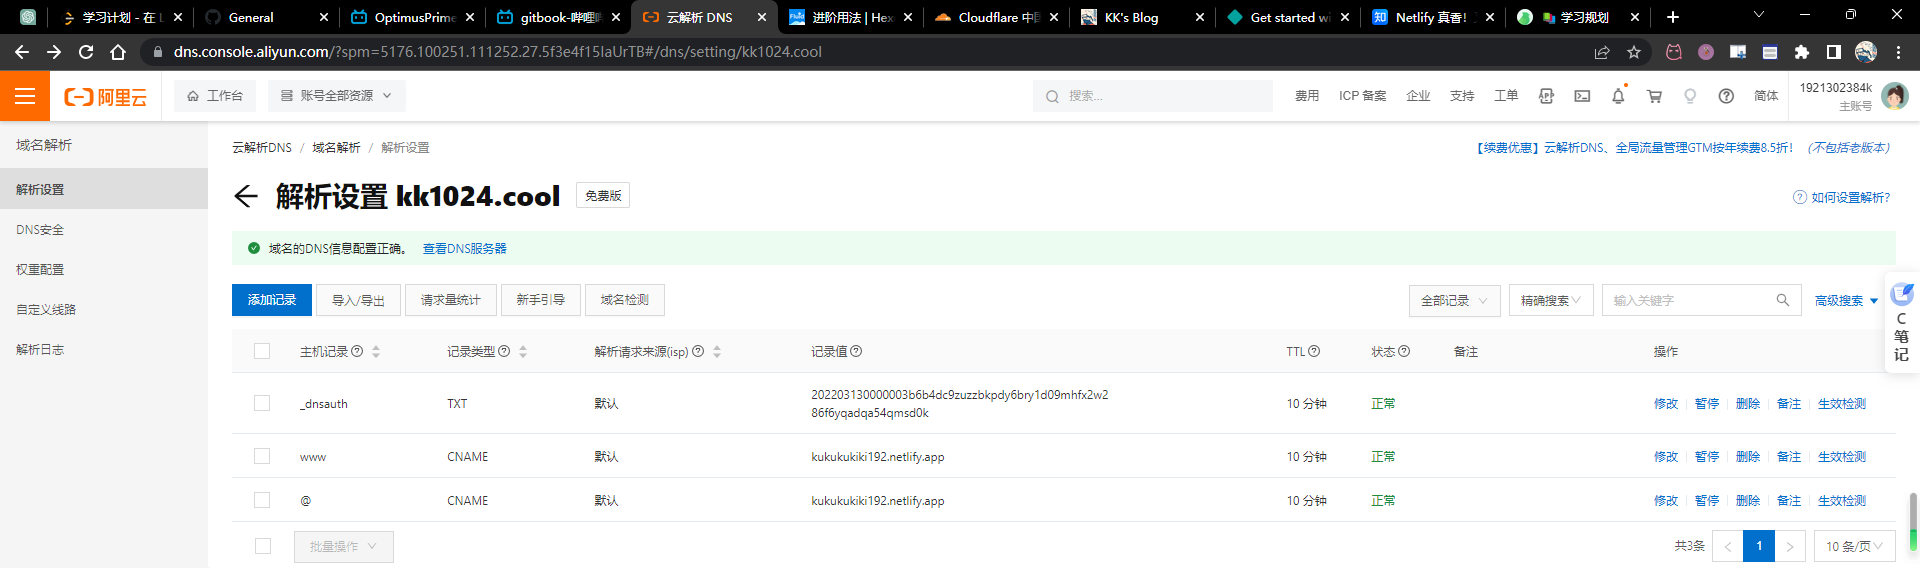 学习计划 - 在 L
General
OptimusPrime
gitbook-哔哩哔
云解析 DNS
进阶用法 | Hex
Cloudflare 中国
KK's Blog
Get started wi
Netlify 真香！
学习规划
dns.console.aliyun.com/?spm=5176.100251.111252.27.5f3e4f15IaUrTB#/dns/setting/kk1024.cool
阿里云
工作台
账号全部资源
搜索...
费用
ICP 备案
企业
支持
工单
简体
1921302384k
主账号
域名解析
解析设置
DNS安全
权重配置
自定义线路
解析日志
云解析DNS / 域名解析 / 解析设置
【续费优惠】云解析DNS、全局流量管理GTM按年续费8.5折！（不包括老版本）
解析设置 kk1024.cool
免费版
如何设置解析?
域名的DNS信息配置正确。 查看DNS服务器
添加记录
导入/导出
请求量统计
新手引导
域名检测
全部记录
精确搜索
输入关键字
高级搜索
主机记录 记录类型 解析请求来源(isp) 记录值 TTL 状态 备注 操作
_dnsauth TXT 默认 202203130000003b6b4dc9zuzzbkpdy6bry1d09mhfx2w2
86f6yqadqa54qmsd0k
10 分钟 正常 修改 暂停 删除 备注 生效检测
www CNAME 默认 kukukukiki192.netlify.app 10 分钟 正常 修改 暂停 删除 备注 生效检测
@ CNAME 默认 kukukukiki192.netlify.app 10 分钟 正常 修改 暂停 删除 备注 生效检测
批量操作
共3条 < 1 > 10 条/页
C
笔
记